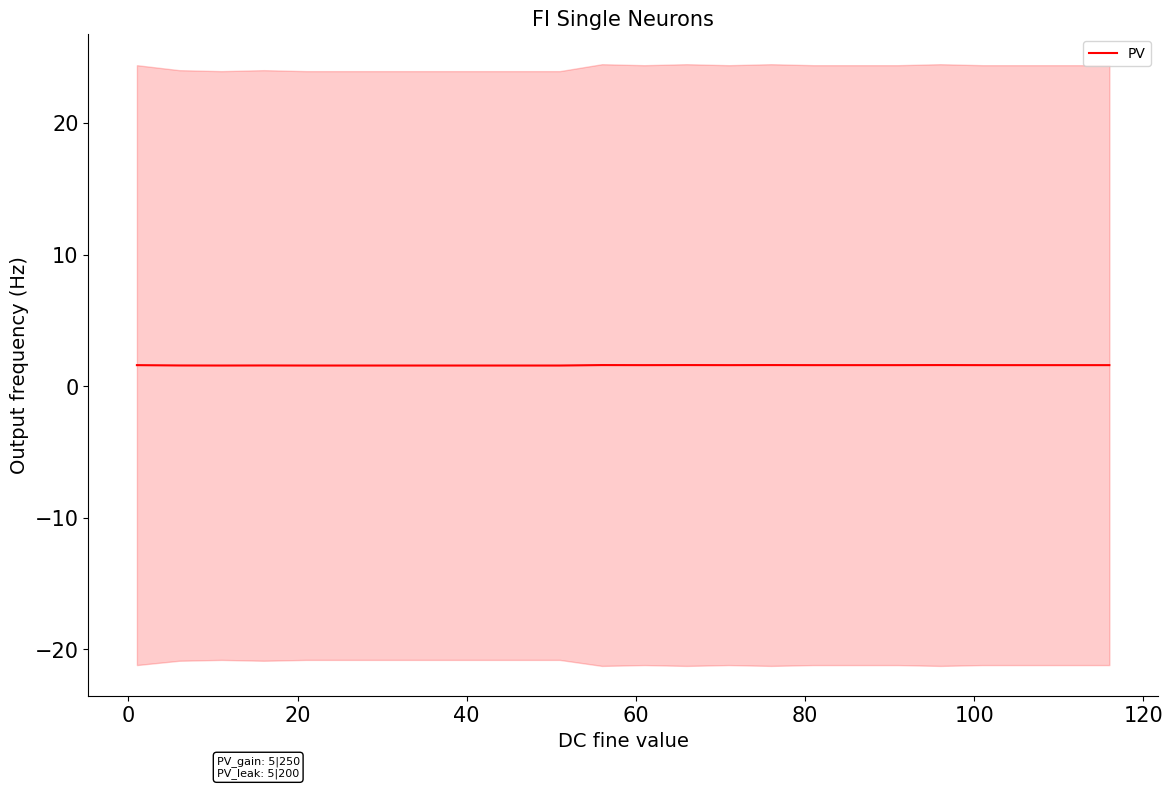 FI Single Neurons
PV
Output frequency (Hz)
20
10
0
−10
−20
0 20 40 60 80 100 120
DC fine value
PV_gain: 5|250
PV_leak: 5|200